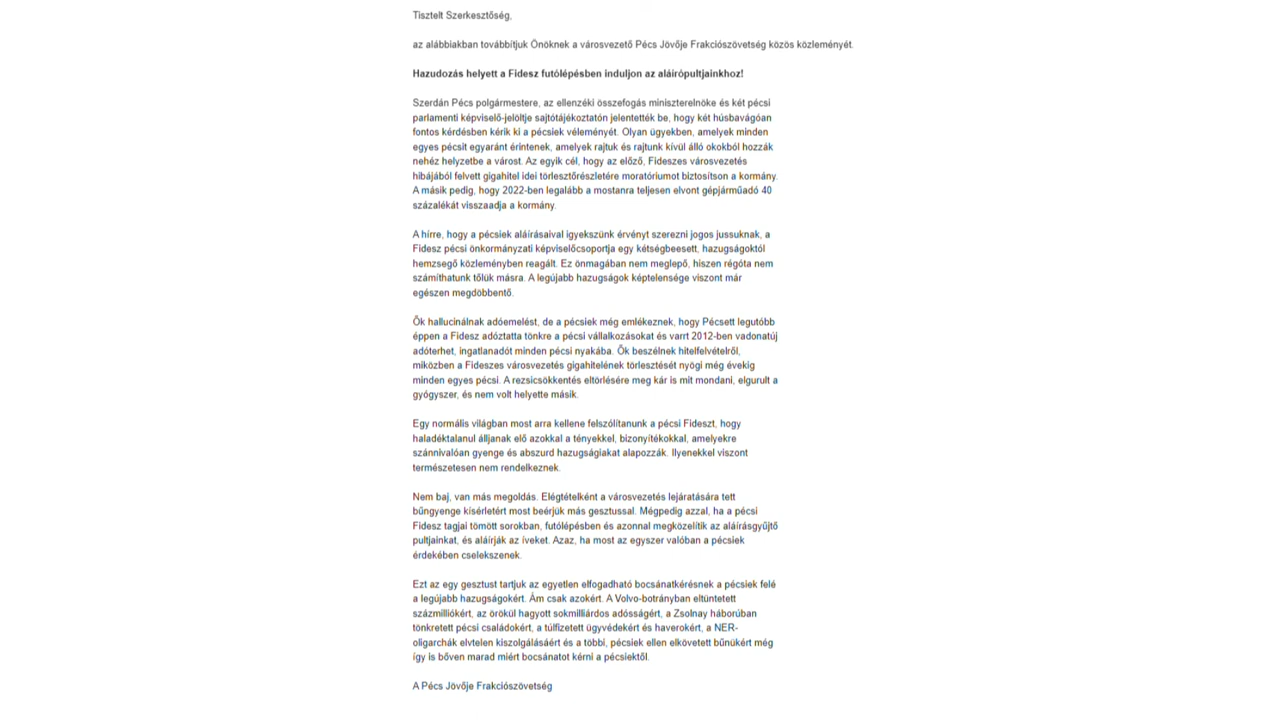 Tisztelt Szerkesztőség,
az alábbiakban továbbítjuk Önöknek a városvezető Pécs Jövője Frakciószövetség közös közleményét.
Hazudozás helyett a Fidesz futólépésben induljon az aláírópultjainkhoz!
Szerdán Pécs polgármestere, az ellenzéki összefogás miniszterelnöke és két pécsi
parlamenti képviselő-jelöltje sajtótájékoztatón jelentették be, hogy két húsbavágóan
fontos kérdésben kérik ki a pécsiek véleményét. Olyan ügyekben, amelyek minden
egyes pécsit egyaránt érintenek, amelyek rajtuk és rajtunk kívül álló okokból hozzák
nehéz helyzetbe a várost. Az egyik cél, hogy az előző, Fideszes városvezetés
hibájából felvett gigahitel idei törlesztőrészletére moratóriumot biztosítson a kormány.
A másik pedig, hogy 2022-ben legalább a mostanra teljesen elvont gépjárműadó 40
százalékát visszaadja a kormány.
A hírre, hogy a pécsiek aláírásaival igyekszünk érvényt szerezni jogos jussuknak, a
Fidesz pécsi önkormányzati képviselőcsoportja egy kétségbeesett, hazugságoktól
hemzsegő közleményben reagált. Ez önmagában nem meglepő, hiszen régóta nem
számíthatunk tőlük másra. A legújabb hazugságok képtelensége viszont már
egészen megdöbbentő.
Ők hallucinálnak adóemelést, de a pécsiek még emlékeznek, hogy Pécsett legutóbb
éppen a Fidesz adóztatta tönkre a pécsi vállalkozásokat és varrt 2012-ben vadonatúj
adóterhet, ingatlanadót minden pécsi nyakába. Ők beszélnek hitelfelvételről,
miközben a Fideszes városvezetés gigahitelének törlesztését nyögi még évekig
minden egyes pécsi. A rezsicsökkentés eltörlésére meg kár is mit mondani, elgurult a
gyógyszer, és nem volt helyette másik.
Egy normális világban most arra kellene felszólítanunk a pécsi Fideszt, hogy
haladéktalanul álljanak elő azokkal a tényekkel, bizonyítékokkal, amelyekre
szánnivalóan gyenge és abszurd hazugságiakat alapozzák. Ilyenekkel viszont
természetesen nem rendelkeznek.
Nem baj, van más megoldás. Elégtételként a városvezetés lejáratására tett
bűngyenge kísérletért most beérjük más gesztussal. Mégpedig azzal, ha a pécsi
Fidesz tagjai tömött sorokban, futólépésben és azonnal megközelítik az aláírásgyűjtő
pultjainkat, és aláírják az íveket. Azaz, ha most az egyszer valóban a pécsiek
érdekében cselekszenek.
Ezt az egy gesztust tartjuk az egyetlen elfogadható bocsánatkérésnek a pécsiek felé
a legújabb hazugságokért. Ám csak azokért. A Volvo-botrányban eltüntetett
százmilliókért, az örökül hagyott sokmilliárdos adósságért, a Zsolnay háborúban
tönkretett pécsi családokért, a túlfizetett ügyvédekért és haverokért, a NER-
oligarchák elvtelen kiszolgálásáért és a többi, pécsiek ellen elkövetett bűnükért még
így is bőven marad miért bocsánatot kérni a pécsiektől.
A Pécs Jövője Frakciószövetség